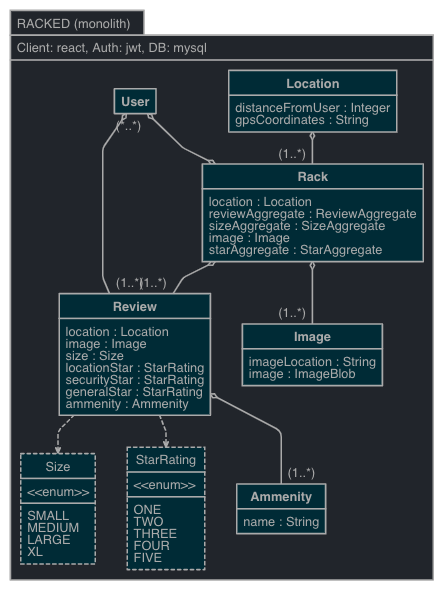 RACKED (monolith)
Client: react, Auth: jwt, DB: mysql
Location
distanceFromUser : Integer
gpsCoordinates : String
User
(*..*)
(1..*)
Rack
location : Location
reviewAggregate : ReviewAggregate
sizeAggregate : SizeAggregate
image : Image
starAggregate : StarAggregate
(1..*)(1..*)
(1..*)
Review
location : Location
image : Image
size : Size
locationStar : StarRating
securityStar : StarRating
generalStar : StarRating
ammenity : Ammenity
Image
imageLocation : String
image : ImageBlob
Size
<<enum>>
SMALL
MEDIUM
LARGE
XL
StarRating
<<enum>>
ONE
TWO
THREE
FOUR
FIVE
(1..*)
Ammenity
name : String